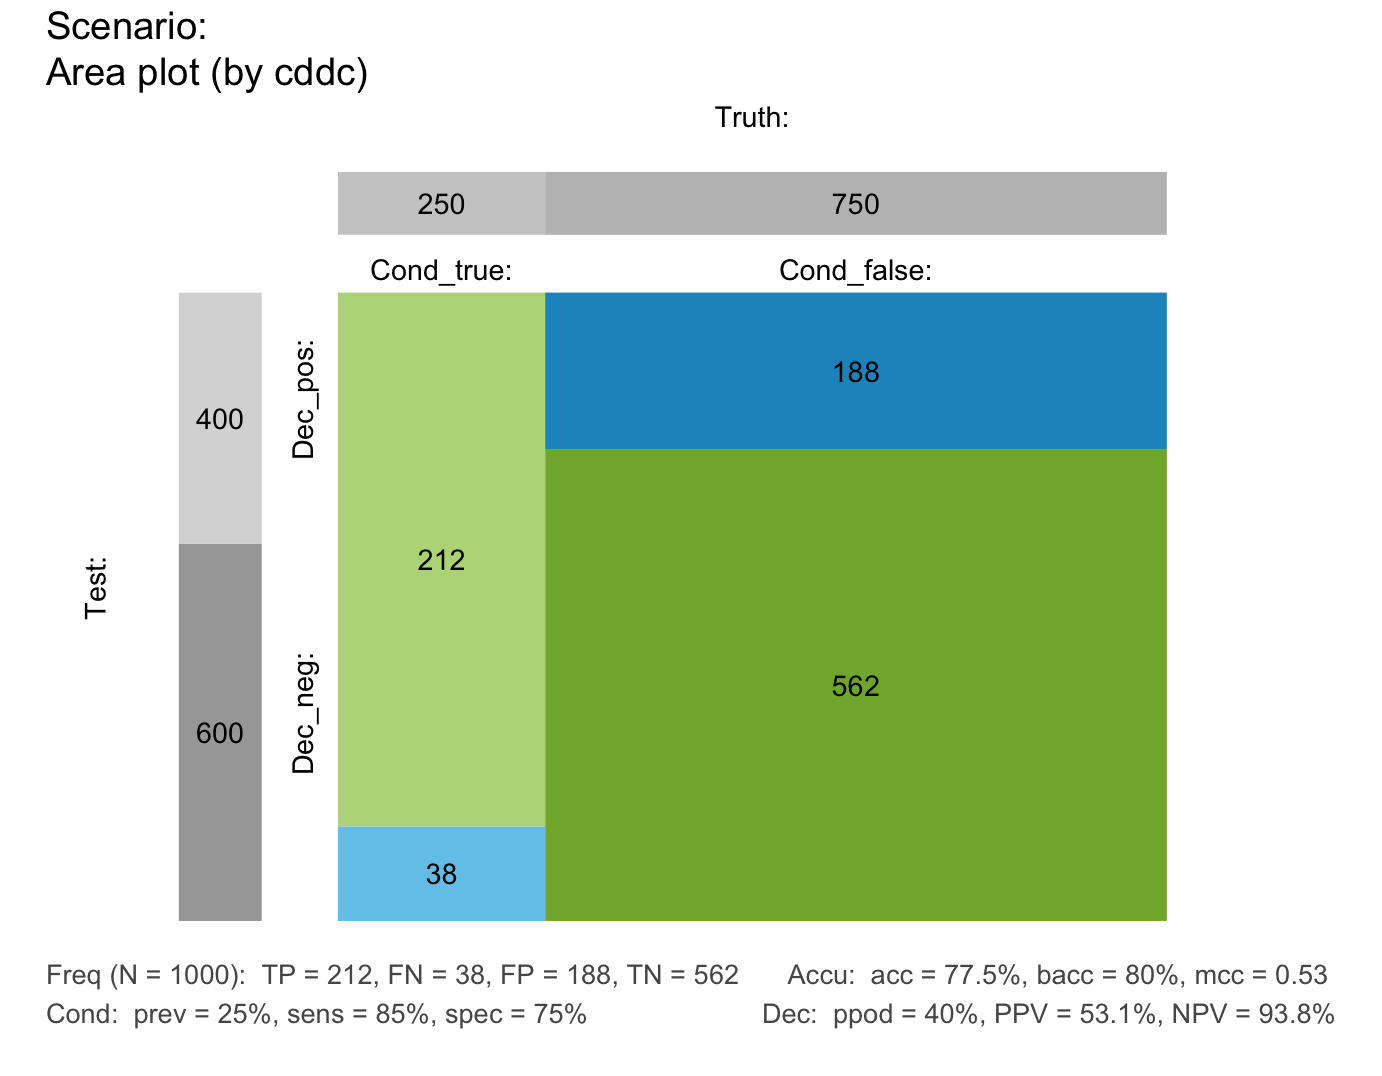 Scenario:
Area plot (by cddc)
Truth:
250 750
Cond_true: Cond_false:
Test:
400
600
Dec_pos:
Dec_neg:
188
212
562
38
Freq (N = 1000):  TP = 212, FN = 38, FP = 188, TN = 562 Accu:  acc = 77.5%, bacc = 80%, mcc = 0.53
Cond:  prev = 25%, sens = 85%, spec = 75% Dec:  ppod = 40%, PPV = 53.1%, NPV = 93.8%